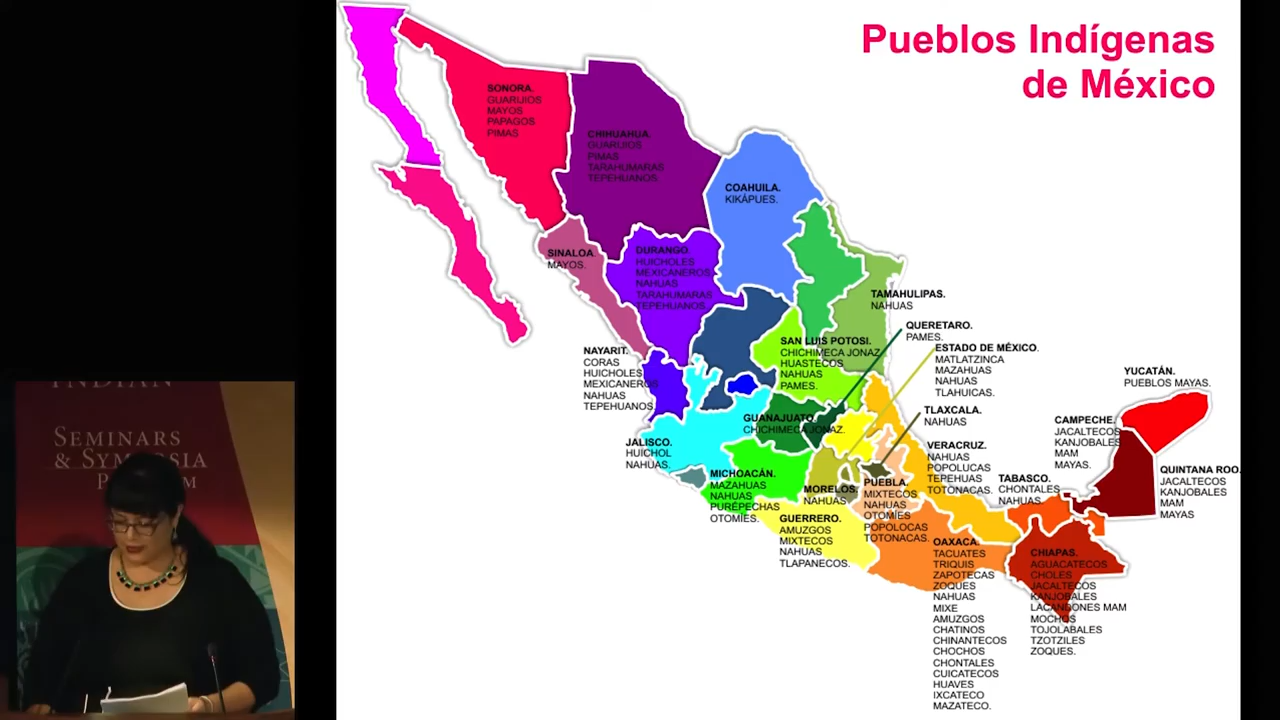 Pueblos Indígenas
de México
SONORA.
GUARIJIOS
MAYOS
PAPAGOS
PIMAS
CHIHUAHUA.
GUARIJIOS
PIMAS
TARAHUMARAS
TEPEHUANOS.
COAHUILA.
KIKÁPUES.
SINALOA
MAYOS.
DURANGO.
HUICHOLES
MEXICANEROS
NAHUAS
TARAHUMARAS
TEPEHUANOS.
TAMAHULIPAS.
NAHUAS
QUERETARO.
PAMES.
ESTADO DE MÉXICO.
MATLATZINCA
MAZAHUAS
NAHUAS
TLAHUICAS.
SAN LUIS POTOSI.
CHICHIMECA JONAZ
HUASTECOS
NAHUAS
PAMES.
NAYARIT.
CORAS
HUICHOLES
MEXICANEROS
NAHUAS
TEPEHUANOS.
YUCATÁN.
PUEBLOS MAYAS.
TLAXCALA.
NAHUAS
GUANAJUATO.
CHICHIMECA JONAZ.
CAMPECHE.
JACALTECOS
KANJOBALES
MAM
MAYAS.
JALISCO.
HUICHOL
NAHUAS.
VERACRUZ.
NAHUAS
POPOLUCAS
TEPEHUAS
TOTONACAS.
QUINTANA ROO.
JACALTECOS
KANJOBALES
MAM
MAYAS
MICHOACÁN.
MAZAHUAS
NAHUAS
PURÉPECHAS
OTOMÍES.
MORELOS.
NAHUAS
PUEBLA.
MIXTECOS
NAHUAS
OTOMÍES
POPOLOCAS
TOTONACAS.
TABASCO.
CHONTALES
NAHUAS.
GUERRERO.
AMUZGOS
MIXTECOS
NAHUAS
TLAPANECOS.
OAXACA.
TACUATES
TRIQUIS
ZAPOTECAS
ZOQUES
NAHUAS
MIXE
AMUZGOS
CHATINOS
CHINANTECOS
CHOCHOS
CHONTALES
CUICATECOS
HUAVES
IXCATECO
MAZATECO.
CHIAPAS.
AGUACATECOS
CHOLES
JACALTECOS
KANJOBALES
LACANDONES MAM
MOCHOS
TOJOLABALES
TZOTZILES
ZOQUES.
INDIAN
SEMINARS